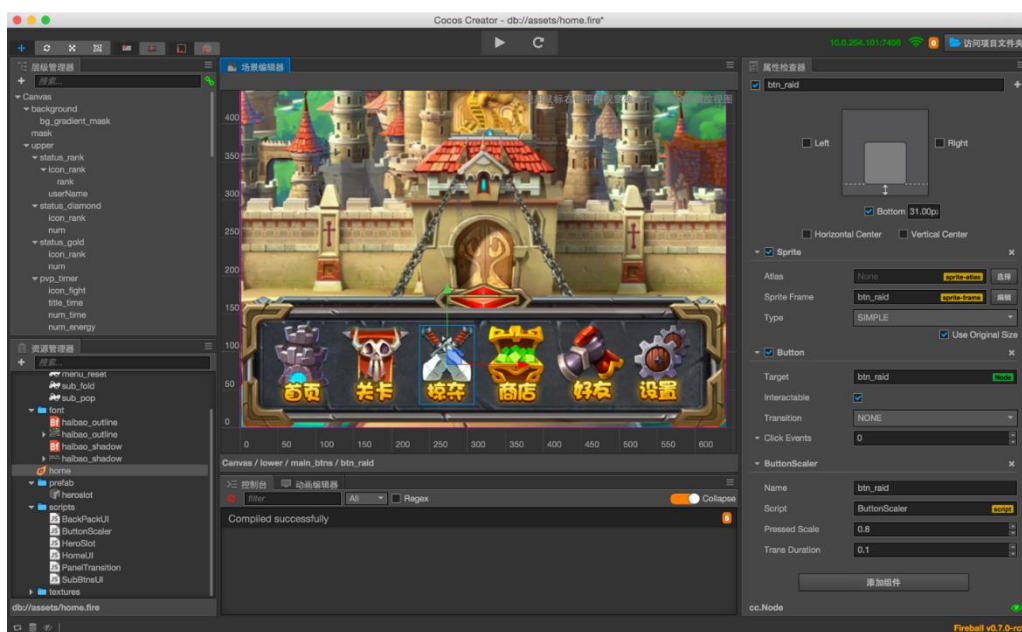 Cocos Creator - db://assets/home.fire*
10.0.254.101:7456
0
访问项目文件夹
层级管理器
搜索...
Canvas
background
bg_gradient_mask
mask
upper
status_rank
icon_rank
rank
userName
status_diamond
icon_rank
num
status_gold
icon_rank
num
pvp_timer
icon_fight
title_time
num_time
num_energy
资源管理器
搜索...
menu_reset
sub_fold
sub_pop
font
haibao_outline
haibao_outline
haibao_shadow
haibao_shadow
home
prefab
heroslot
scripts
BackPackUI
ButtonScaler
HeroSlot
HomeUI
PanelTransition
SubBtnsUI
textures
db://assets/home.fire
场景编辑器
400
350
300
250
200
150
100
50
0
首页 关卡 掠夺 商店 好友 设置
0 50 100 150 200 250 300 350 400 450 500 550 600
Canvas / lower / main_btns / btn_raid
控制台 动画编辑器
filter All Regex Collapse
Compiled successfully
属性检查器
btn_raid
Left Right
Bottom 31.00p
Horizontal Center Vertical Center
Sprite
Atlas None sprite-atlas 选择
Sprite Frame btn_raid sprite-frame 编辑
Type SIMPLE
Use Original Size
Button
Target btn_raid Node
Interactable
Transition NONE
Click Events 0
ButtonScaler
Name btn_raid
Script ButtonScaler script
Pressed Scale 0.8
Trans Duration 0.1
添加组件
cc.Node
Fireball v0.7.0-rc